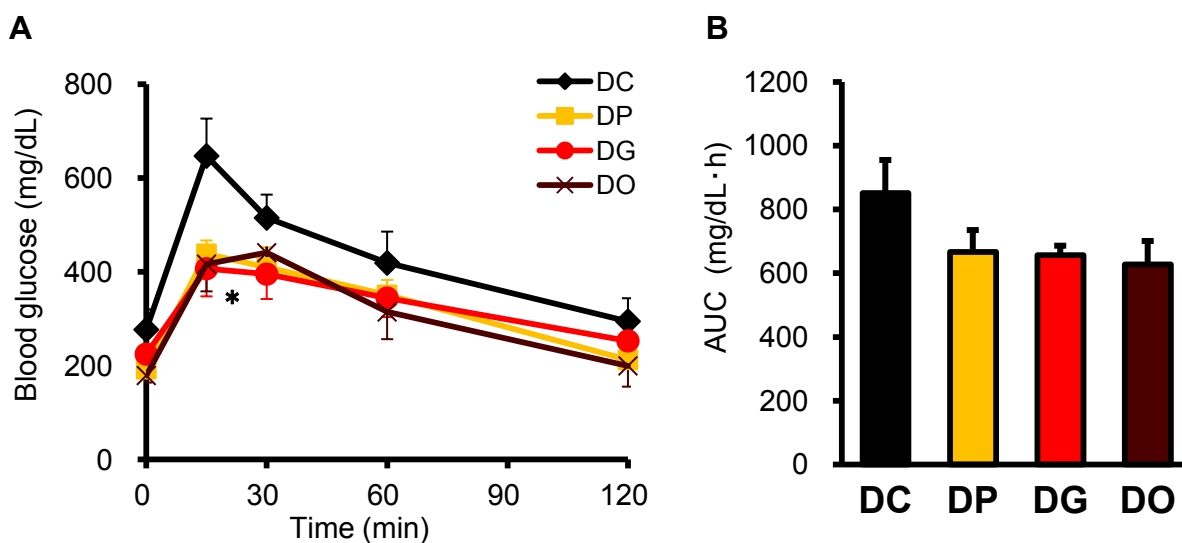 A
Blood glucose (mg/dL)
800
600
400
200
0
0 30 60 90 120
Time (min)
DC
DP
DG
DO
*
B
AUC (mg/dL·h)
1200
1000
800
600
400
200
0
DC DP DG DO